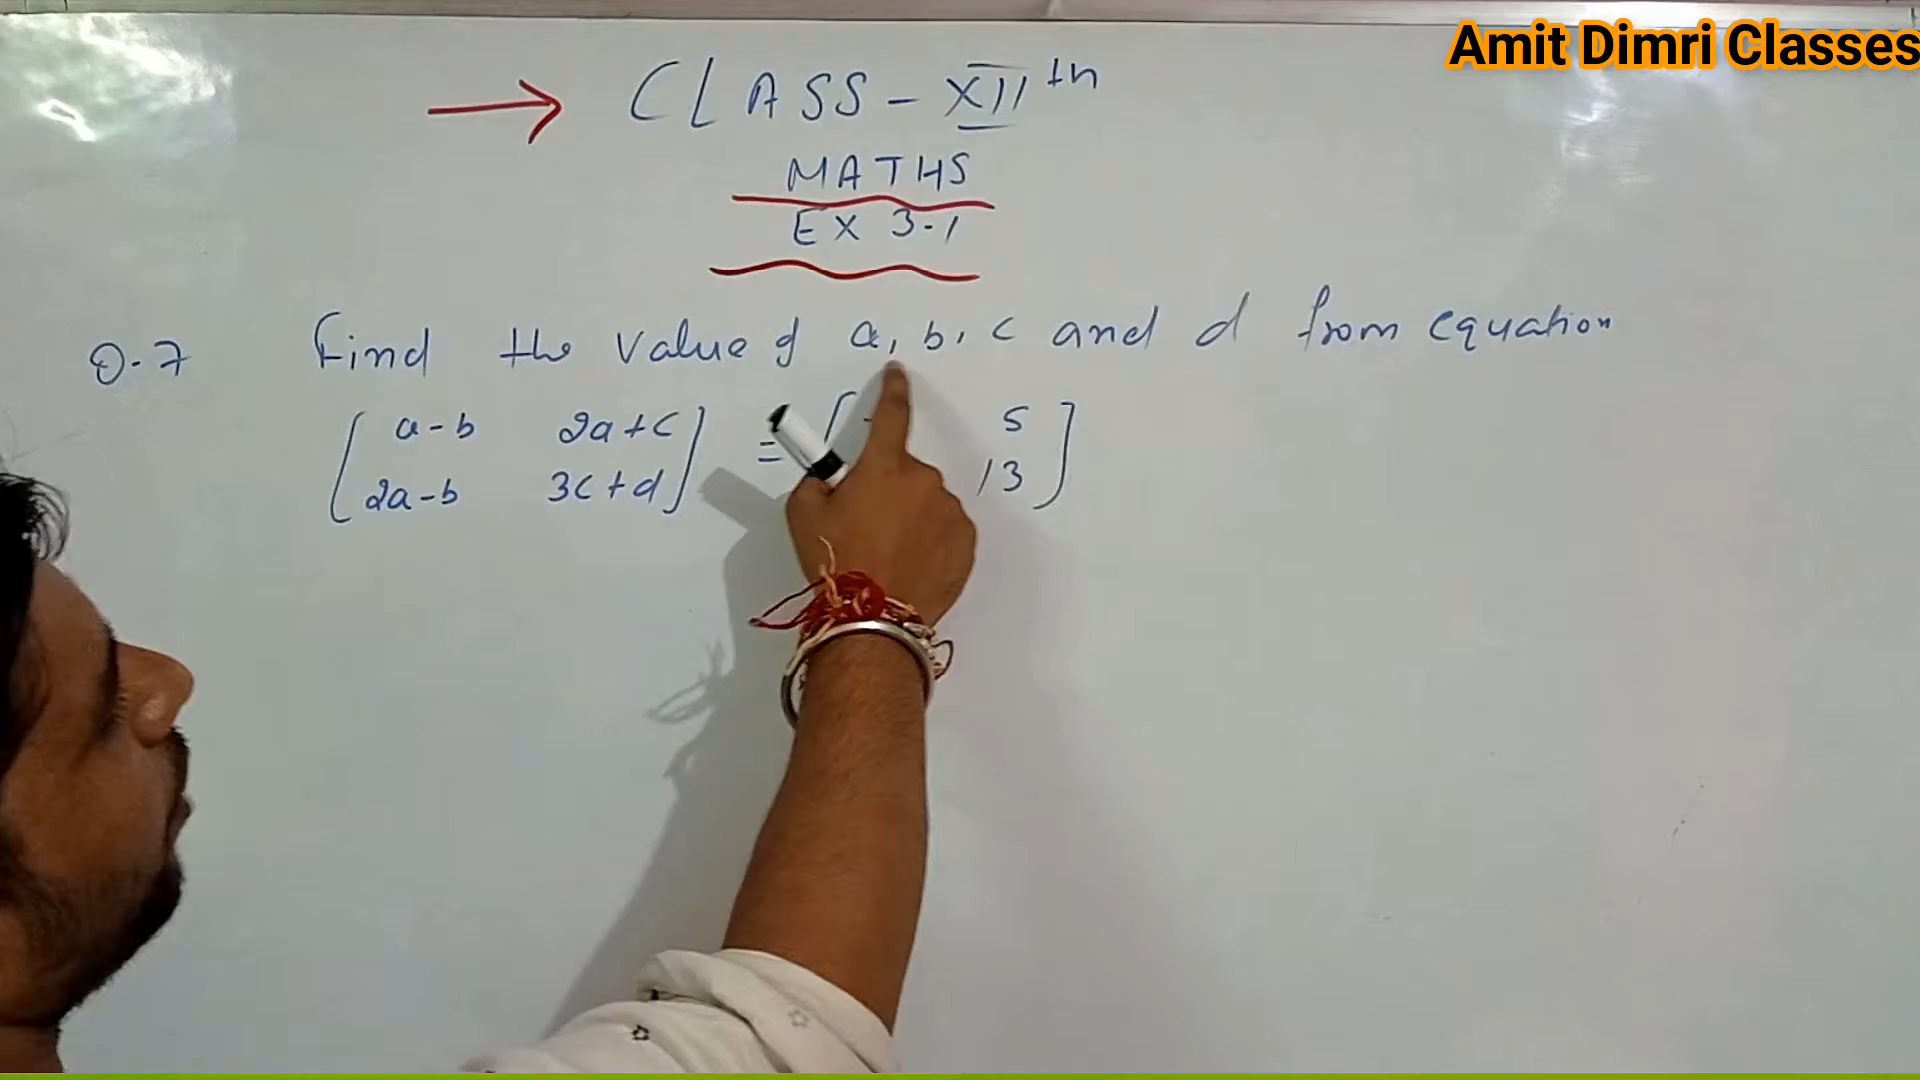 Amit Dimri Classes
CLASS - XII th
MATHS
EX 3.1
Q.7 Find the value of a, b, c and d from equation
[ a-b 2a+c ] = [ 5 ]
[ 2a-b 3c+d ] [ 13 ]